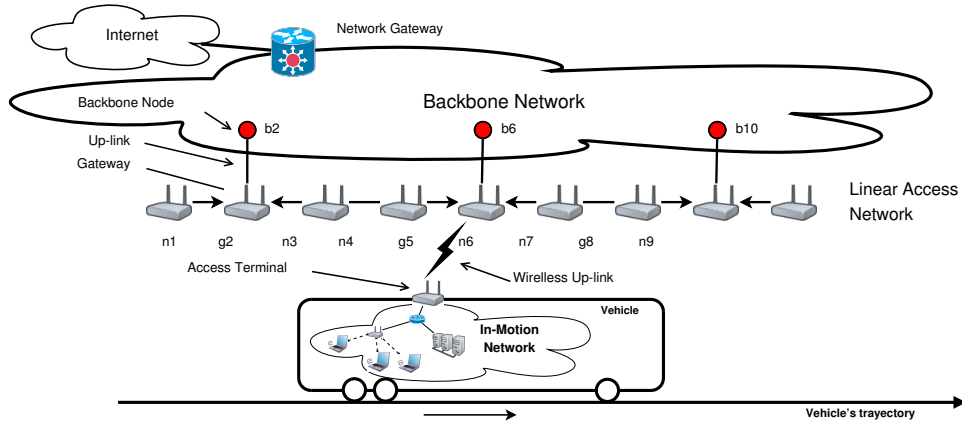 Internet
Network Gateway
Backbone Node
Backbone Network
b2
b6
b10
Up-link
Gateway
Linear Access
Network
n1
g2
n3
n4
g5
n6
n7
g8
n9
Access Terminal
Wireless Up-link
Vehicle
In-Motion
Network
Vehicle's trayectory